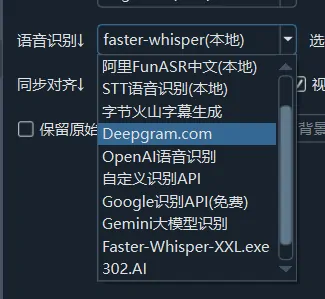 语音识别↓
faster-whisper(本地)
选
阿里FunASR中文(本地)
同步对齐↓
STT语音识别(本地)
视
字节火山字幕生成
保留原始
Deepgram.com
背景
OpenAI语音识别
自定义识别API
Google识别API(免费)
Gemini大模型识别
Faster-Whisper-XXL.exe
302.AI